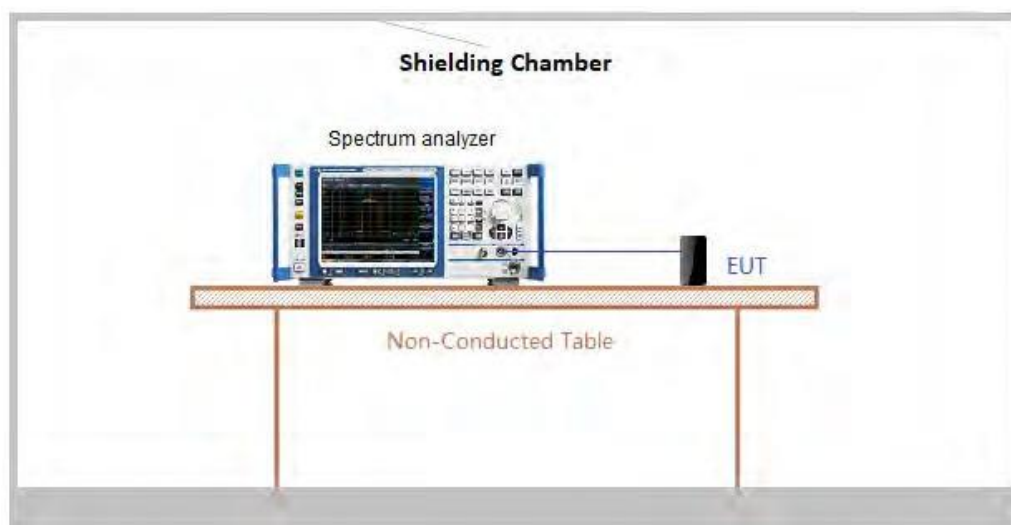 Shielding Chamber
Spectrum analyzer
EUT
Non-Conducted Table